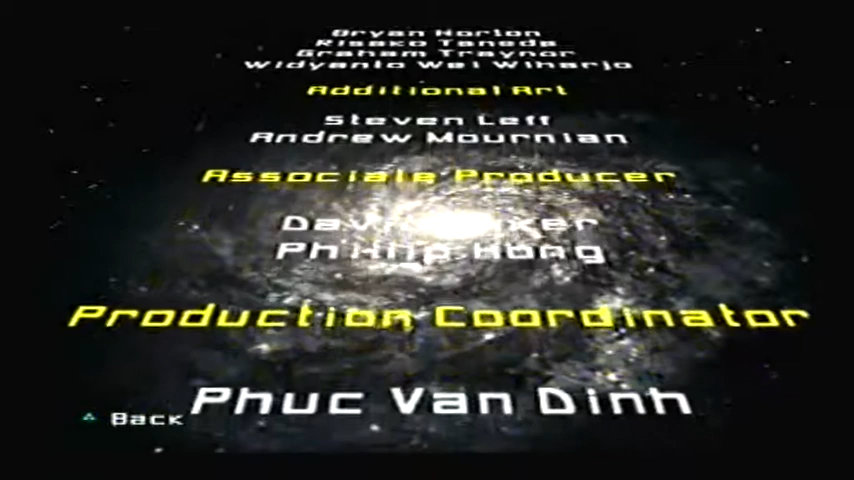 Bryan Norton
Risako Taneda
Graham Traynor
Widyanto Wei Wiharjo
Additional Art
Steven Leff
Andrew Mournian
Associate Producer
Phillip Hong
Production Coordinator
Phuc Van Dinh
Back